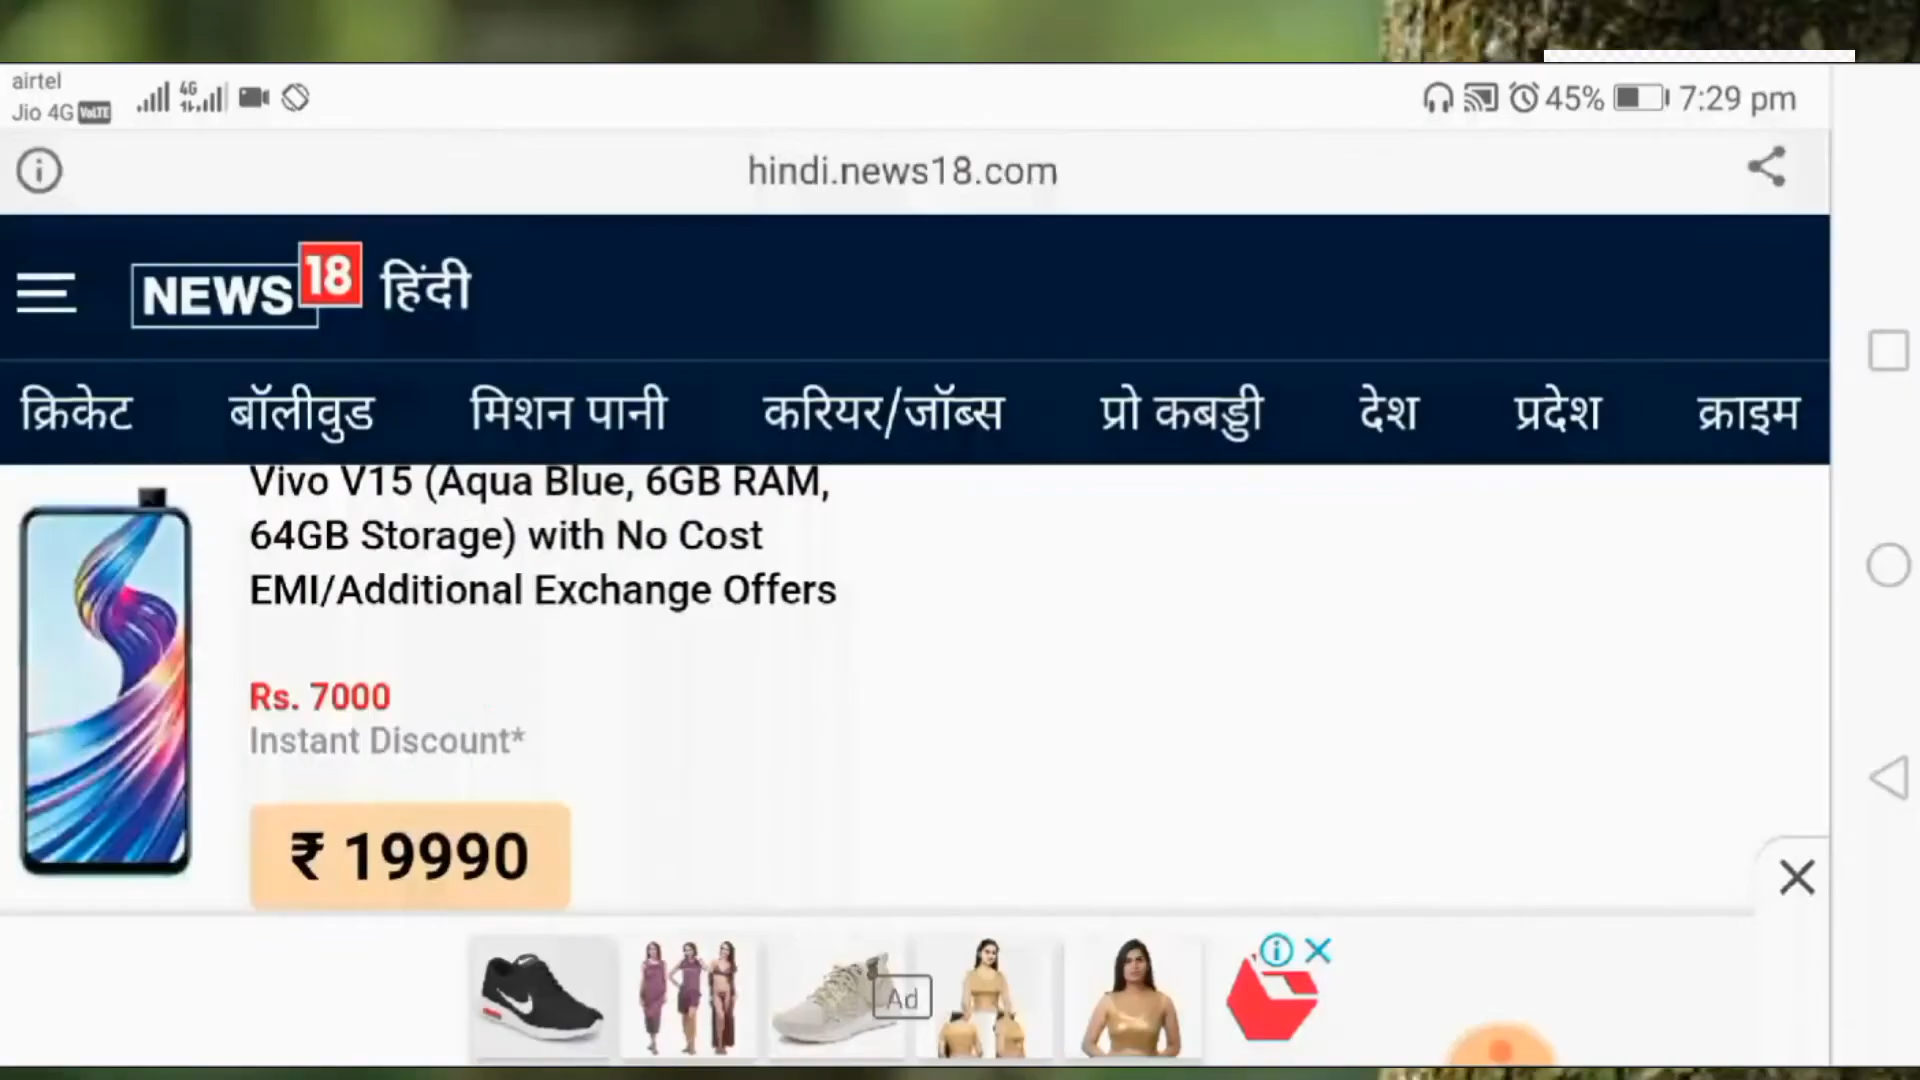 airtel
Jio 4G VoLTE
4G
45%
7:29 pm
hindi.news18.com
NEWS 18 हिंदी
क्रिकेट बॉलीवुड मिशन पानी करियर/जॉब्स प्रो कबड्डी देश प्रदेश क्राइम
Vivo V15 (Aqua Blue, 6GB RAM,
64GB Storage) with No Cost
EMI/Additional Exchange Offers
Rs. 7000
Instant Discount*
₹ 19990
Ad